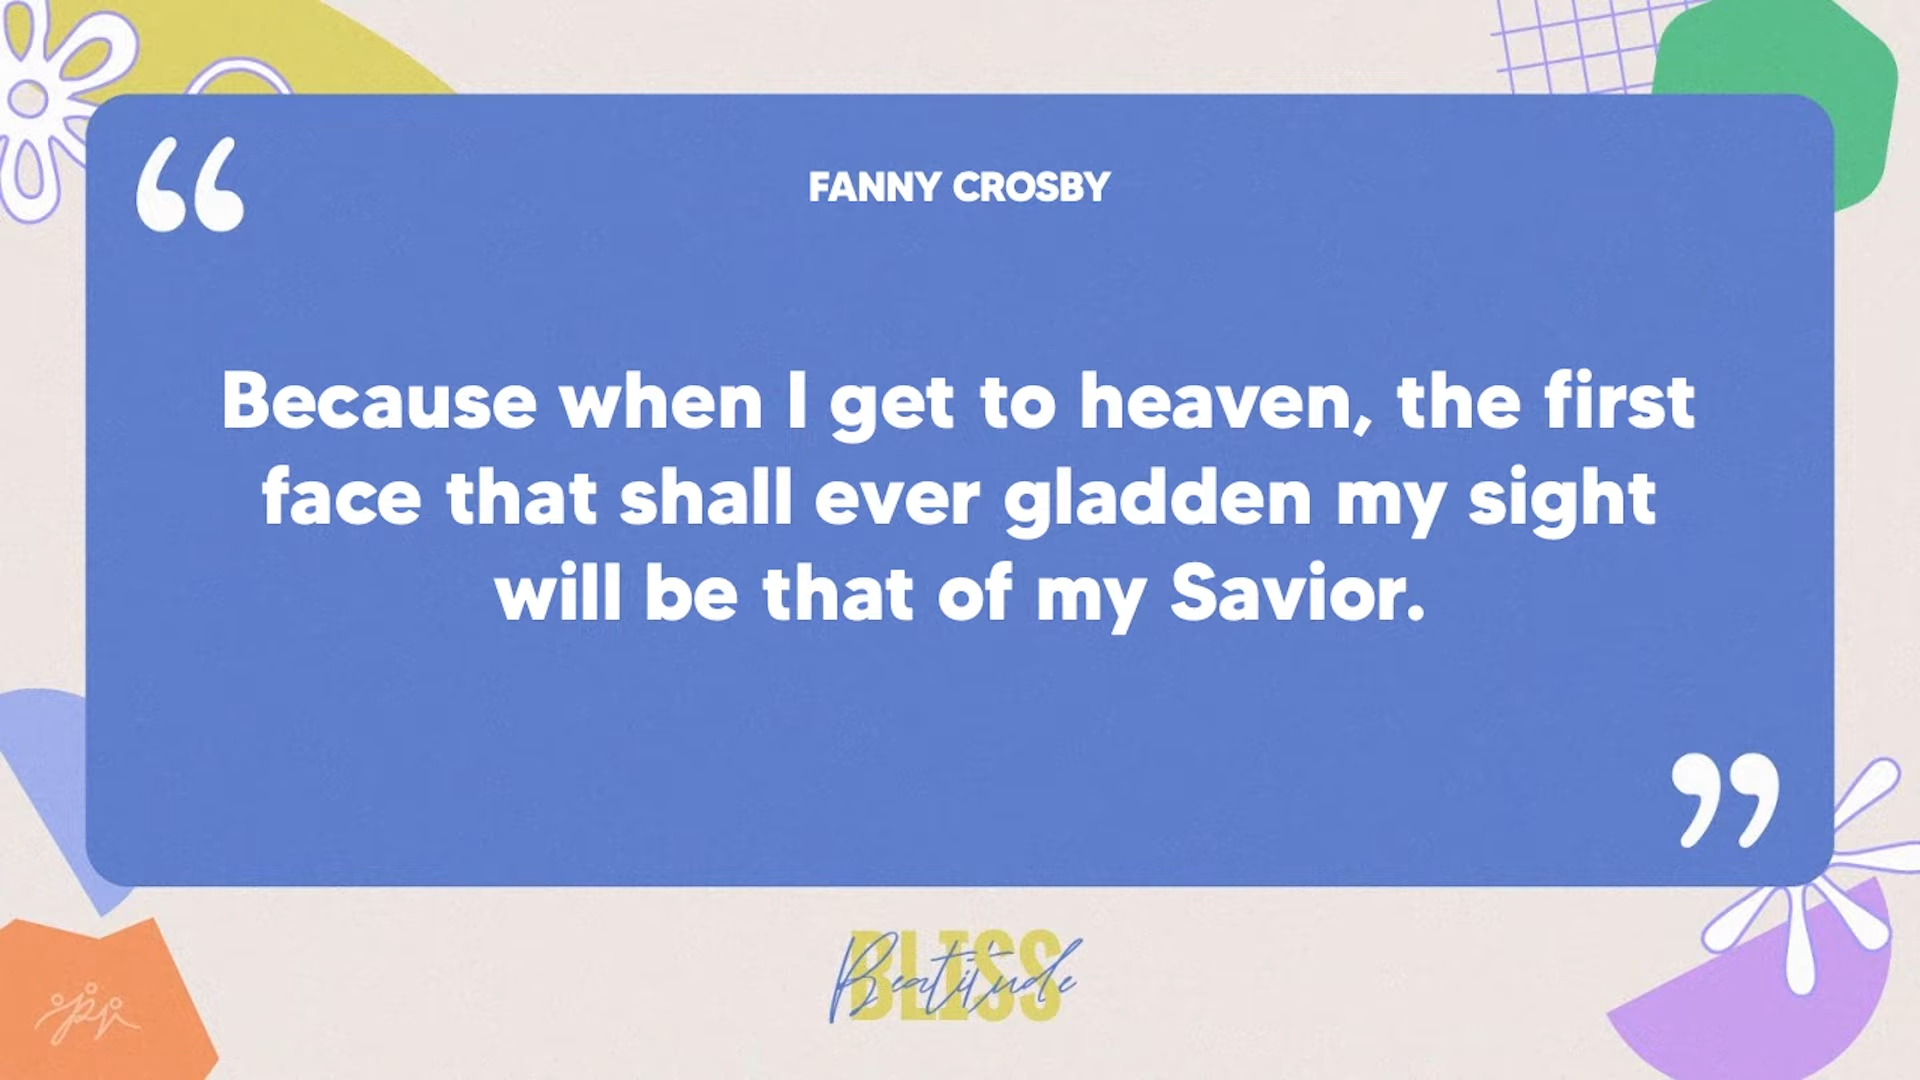 “
FANNY CROSBY
Because when I get to heaven, the first
face that shall ever gladden my sight
will be that of my Savior.
”
BLISS
Beatitude